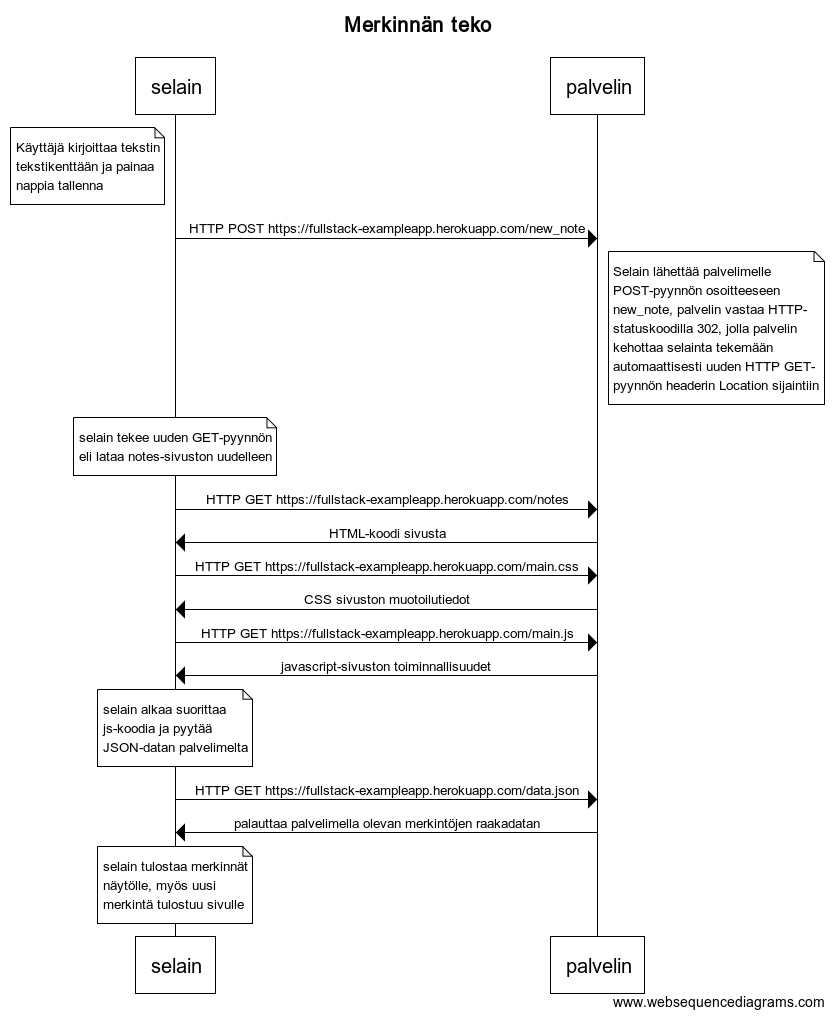 Merkinnän teko
selain
palvelin
Käyttäjä kirjoittaa tekstin
tekstikenttään ja painaa
nappia tallenna
HTTP POST https://fullstack-exampleapp.herokuapp.com/new_note
Selain lähettää palvelimelle
POST-pyynnön osoitteeseen
new_note, palvelin vastaa HTTP-
statuskoodilla 302, jolla palvelin
kehottaa selainta tekemään
automaattisesti uuden HTTP GET-
pyynnön headerin Location sijaintiin
selain tekee uuden GET-pyynnön
eli lataa notes-sivuston uudelleen
HTTP GET https://fullstack-exampleapp.herokuapp.com/notes
HTML-koodi sivusta
HTTP GET https://fullstack-exampleapp.herokuapp.com/main.css
CSS sivuston muotoilutiedot
HTTP GET https://fullstack-exampleapp.herokuapp.com/main.js
javascript-sivuston toiminnallisuudet
selain alkaa suorittaa
js-koodia ja pyytää
JSON-datan palvelimelta
HTTP GET https://fullstack-exampleapp.herokuapp.com/data.json
palauttaa palvelimella olevan merkintöjen raakadatan
selain tulostaa merkinnät
näytölle, myös uusi
merkintä tulostuu sivulle
selain
palvelin
www.websequencediagrams.com